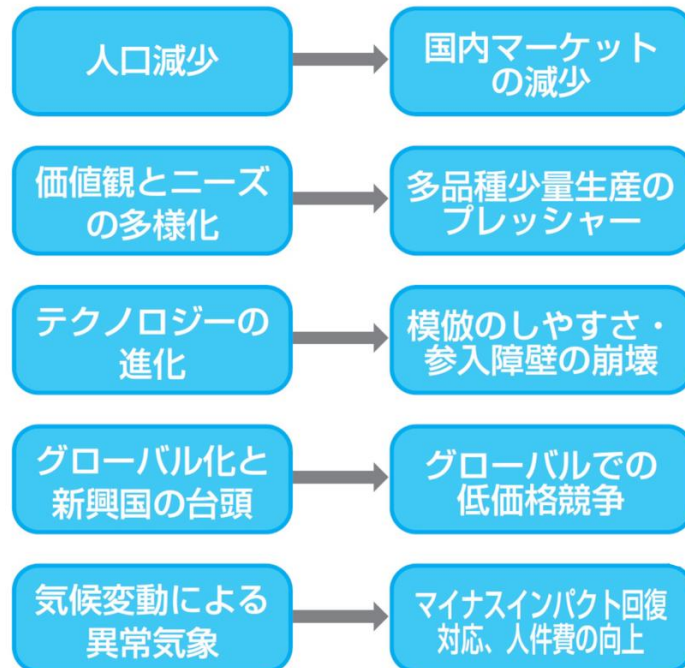 人口減少
国内マーケット
の減少
価値観とニーズ
の多様化
多品種少量生産の
プレッシャー
テクノロジーの
進化
模倣のしやすさ・
参入障壁の崩壊
グローバル化と
新興国の台頭
グローバルでの
低価格競争
気候変動による
異常気象
マイナスインパクト回復
対応、人件費の向上